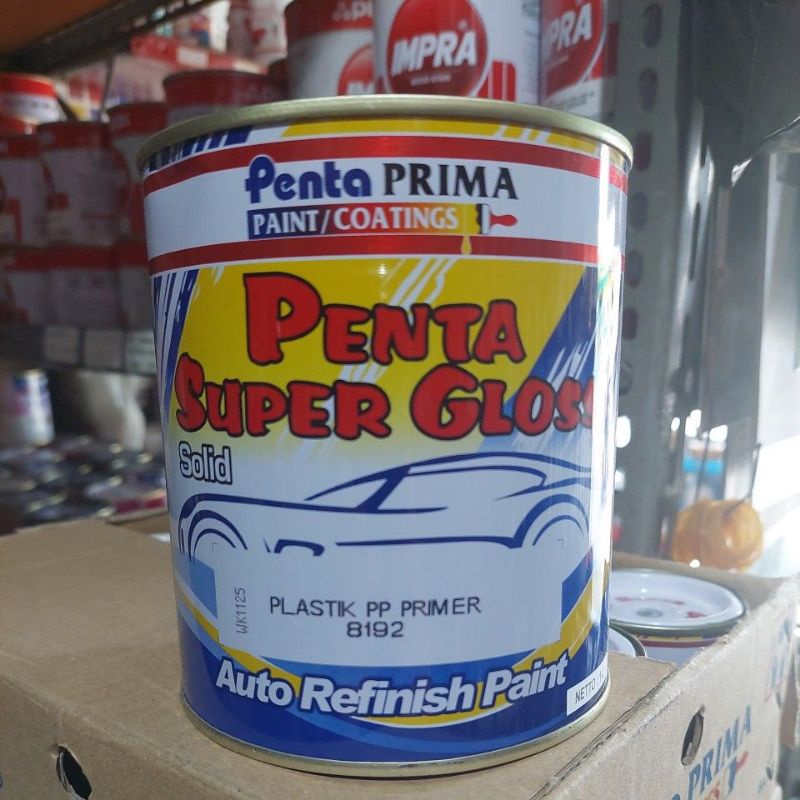 IMPRA
PRA
Penta PRIMA
PAINT/COATINGS
PENTA
SUPER GLOSS
Solid
WK1125
PLASTIK PP PRIMER
8192
Auto Refinish Paint
NETTO
PRIMA